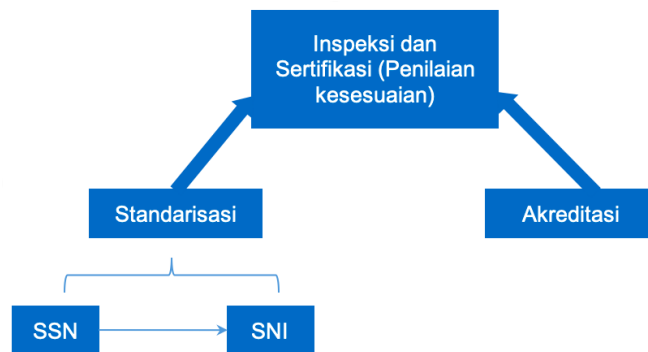 Inspeksi dan
Sertifikasi (Penilaian
kesesuaian)
Standarisasi
Akreditasi
SSN
SNI